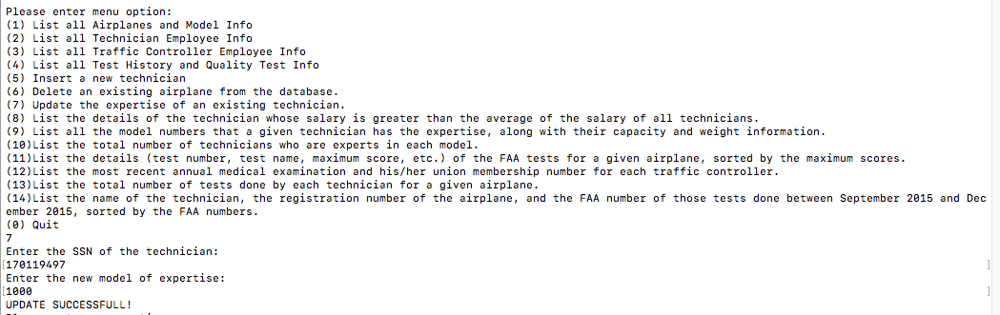 Please enter menu option:
(1) List all Airplanes and Model Info
(2) List all Technician Employee Info
(3) List all Traffic Controller Employee Info
(4) List all Test History and Quality Test Info
(5) Insert a new technician
(6) Delete an existing airplane from the database.
(7) Update the expertise of an existing technician.
(8) List the details of the technician whose salary is greater than the average of the salary of all technicians.
(9) List all the model numbers that a given technician has the expertise, along with their capacity and weight information.
(10)List the total number of technicians who are experts in each model.
(11)List the details (test number, test name, maximum score, etc.) of the FAA tests for a given airplane, sorted by the maximum scores.
(12)List the most recent annual medical examination and his/her union membership number for each traffic controller.
(13)List the total number of tests done by each technician for a given airplane.
(14)List the name of the technician, the registration number of the airplane, and the FAA number of those tests done between September 2015 and Dec
ember 2015, sorted by the FAA numbers.
(0) Quit
7
Enter the SSN of the technician:
[170119497 ]
Enter the new model of expertise:
[1000 ]
UPDATE SUCCESSFULL!